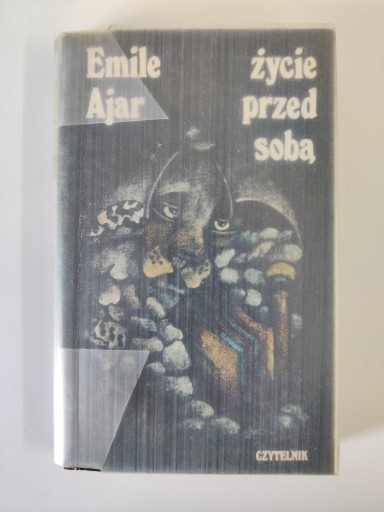 Emile
Ajar
życie
przed
sobą
CZYTELNIK